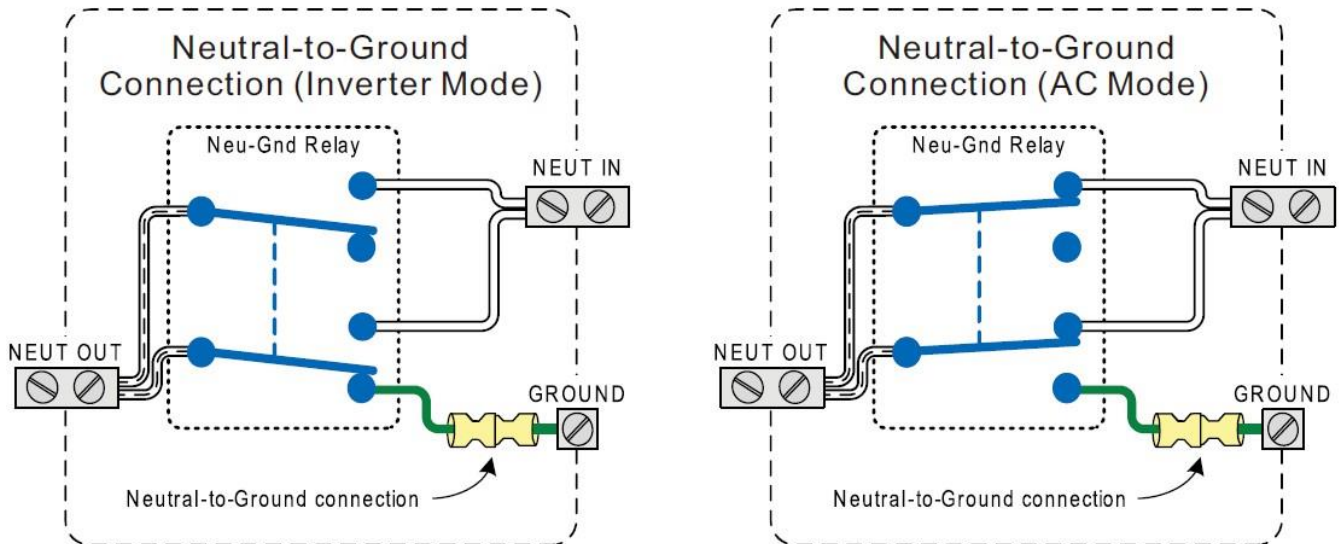 Neutral-to-Ground
Connection (Inverter Mode)
Neu-Gnd Relay
NEUT IN
NEUT OUT
GROUND
Neutral-to-Ground connection
Neutral-to-Ground
Connection (AC Mode)
Neu-Gnd Relay
NEUT IN
NEUT OUT
GROUND
Neutral-to-Ground connection